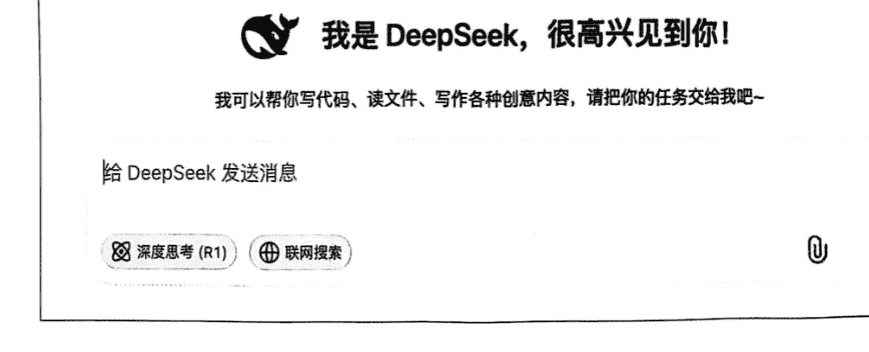 我是 DeepSeek，很高兴见到你！
我可以帮你写代码、读文件、写作各种创意内容，请把你的任务交给我吧~
给 DeepSeek 发送消息
深度思考 (R1) 联网搜索